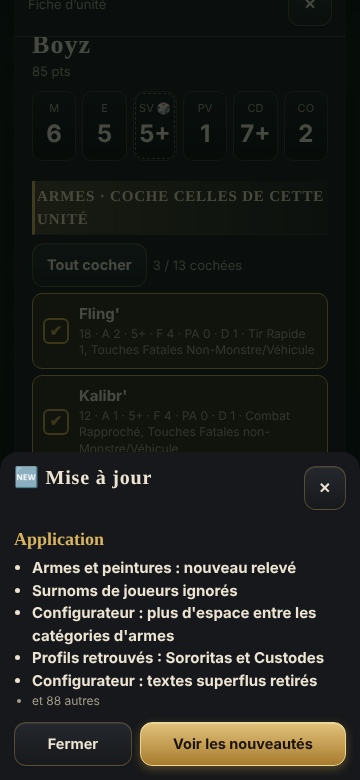 Fiche d'unité
✕
Boyz
85 pts
M E SV 🎲 PV CD CO
6 5 5+ 1 7+ 2
ARMES · COCHE CELLES DE CETTE
UNITÉ
Tout cocher 3 / 13 cochées
Fling'
18 · A 2 · 5+ · F 4 · PA 0 · D 1 · Tir Rapide
1, Touches Fatales Non-Monstre/Véhicule
Kalibr'
12 · A 1 · 5+ · F 4 · PA 0 · D 1 · Combat
Rapproché, Touches Fatales non-
Monstre/Véhicule
🆕 Mise à jour ✕
Application
• Armes et peintures : nouveau relevé
• Surnoms de joueurs ignorés
• Configurateur : plus d'espace entre les
catégories d'armes
• Profils retrouvés : Sororitas et Custodes
• Configurateur : textes superflus retirés
• et 88 autres
Fermer Voir les nouveautés